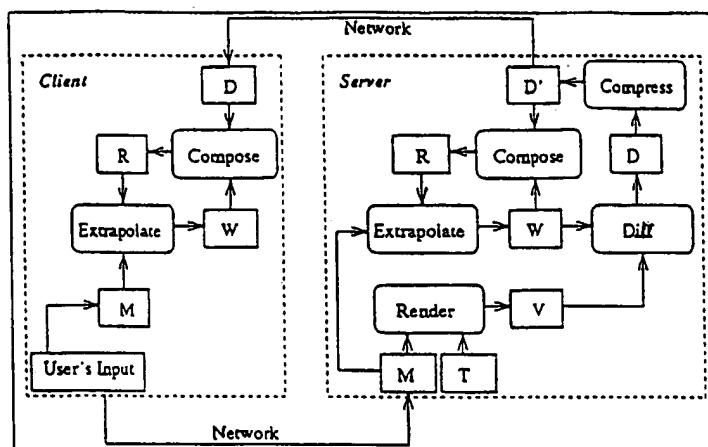 Network
Client
D
Server
D'
Compress
R
Compose
R
Compose
D
Extrapolate
W
Extrapolate
W
Diff
M
Render
V
User's Input
M
T
Network